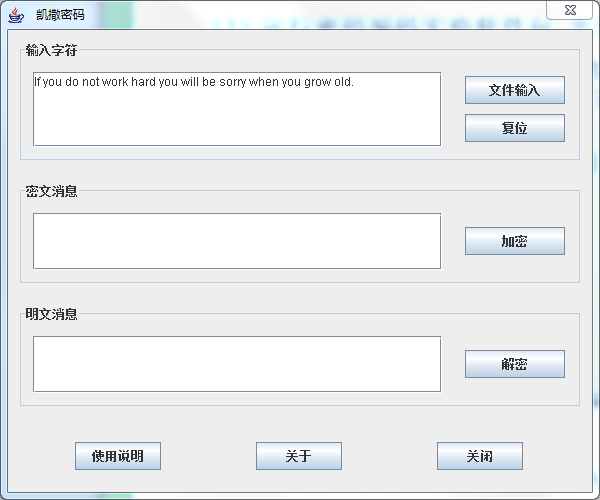 凯撒密码
输入字符
If you do not work hard you will be sorry when you grow old.
文件输入
复位
密文消息
加密
明文消息
解密
使用说明
关于
关闭